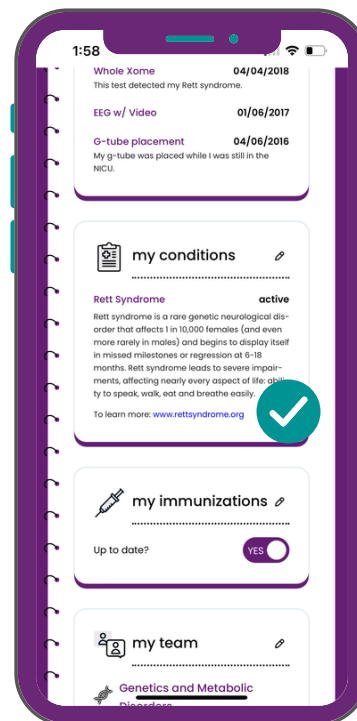 1:58
Whole Xome 04/04/2018
This test detected my Rett syndrome.
EEG w/ Video 01/06/2017
G-tube placement 04/06/2016
My g-tube was placed while I was still in the
NICU.
my conditions
Rett Syndrome active
Rett syndrome is a rare genetic neurological dis-
order that affects 1 in 10,000 females (and even
more rarely in males) and begins to display itself
in missed milestones or regression at 6-18
months. Rett syndrome leads to severe impair-
ments, affecting nearly every aspect of life: abili-
ty to speak, walk, eat and breathe easily.
To learn more: www.rettsyndrome.org
my immunizations
Up to date? YES
my team
Genetics and Metabolic
Disorders